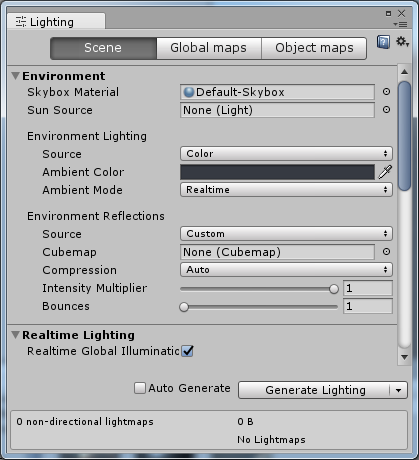 Lighting
Scene Global maps Object maps
Environment
Skybox Material Default-Skybox
Sun Source None (Light)
Environment Lighting
Source Color
Ambient Color
Ambient Mode Realtime
Environment Reflections
Source Custom
Cubemap None (Cubemap)
Compression Auto
Intensity Multiplier 1
Bounces 1
Realtime Lighting
Realtime Global Illuminatic
Auto Generate Generate Lighting
0 non-directional lightmaps 0 B
No Lightmaps